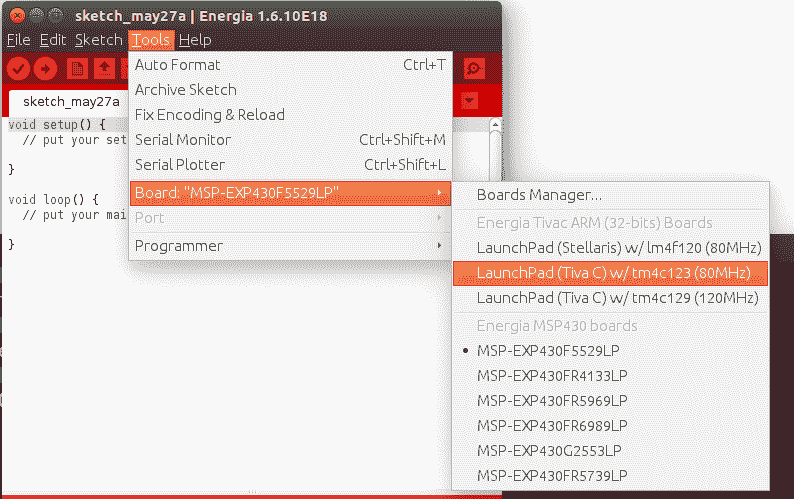 sketch_may27a | Energia 1.6.10E18
File Edit Sketch Tools Help
sketch_may27a
void setup() {
// put your set
}
void loop() {
// put your mai
}
Auto Format Ctrl+T
Archive Sketch
Fix Encoding & Reload
Serial Monitor Ctrl+Shift+M
Serial Plotter Ctrl+Shift+L
Board: "MSP-EXP430F5529LP"
Port
Programmer
Boards Manager...
Energia Tivac ARM (32-bits) Boards
LaunchPad (Stellaris) w/ lm4f120 (80MHz)
LaunchPad (Tiva C) w/ tm4c123 (80MHz)
LaunchPad (Tiva C) w/ tm4c129 (120MHz)
Energia MSP430 boards
MSP-EXP430F5529LP
MSP-EXP430FR4133LP
MSP-EXP430FR5969LP
MSP-EXP430FR6989LP
MSP-EXP430G2553LP
MSP-EXP430FR5739LP